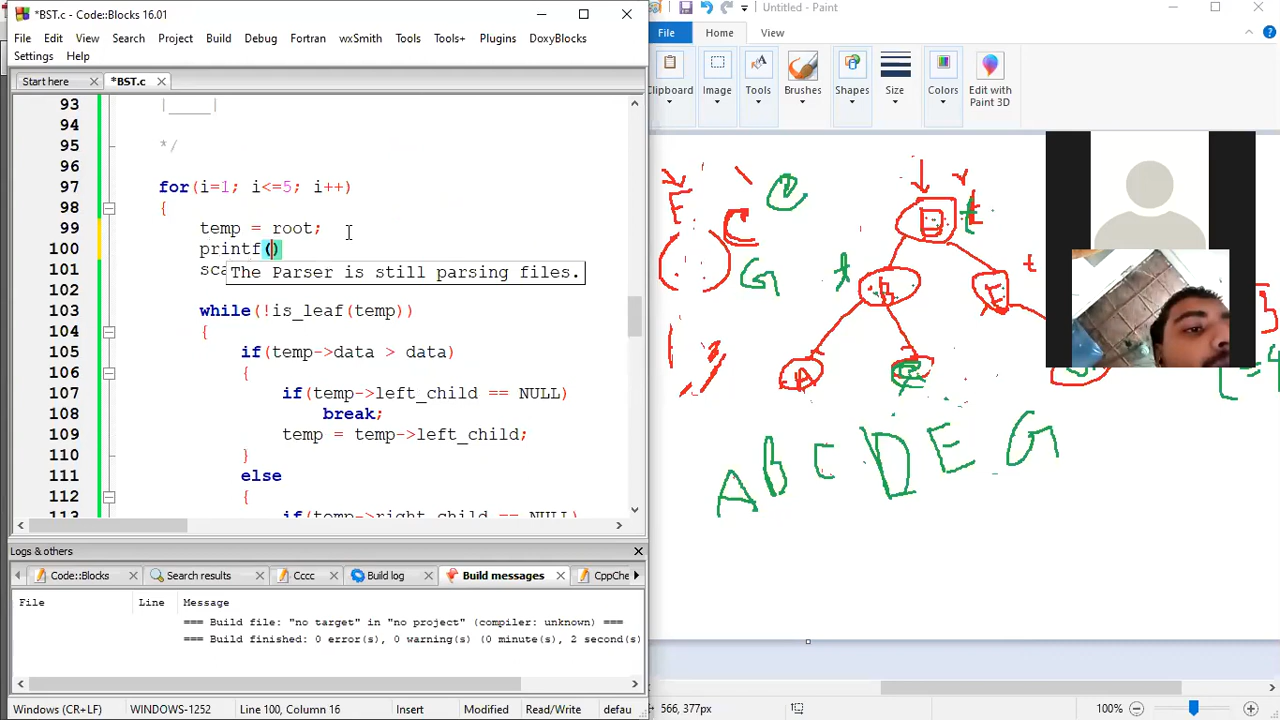 *BST.c - Code::Blocks 16.01
File Edit View Search Project Build Debug Fortran wxSmith Tools Tools+ Plugins DoxyBlocks
Settings Help
Start here
*BST.c
93
94
95 */
96
97 for(i=1; i<=5; i++)
98 {
99 temp = root;
100 printf()
101 sca
The Parser is still parsing files.
102
103 while(!is_leaf(temp))
104 {
105 if(temp->data > data)
106 {
107 if(temp->left_child == NULL)
108 break;
109 temp = temp->left_child;
110 }
111 else
112 {
113 if(temp->right_child == NULL)
Logs & others
Code::Blocks
Search results
Cccc
Build log
Build messages
CppChe
File Line Message
=== Build file: "no target" in "no project" (compiler: unknown) ===
=== Build finished: 0 error(s), 0 warning(s) (0 minute(s), 2 second(s)
Windows (CR+LF) WINDOWS-1252 Line 100, Column 16 Insert Modified Read/Write defau
Untitled - Paint
File Home View
Clipboard
Image
Tools
Brushes
Shapes
Size
Colors
Edit with
Paint 3D
F C C
r
D t
G t B E t
A C
A B C D E G
566, 377px
100%